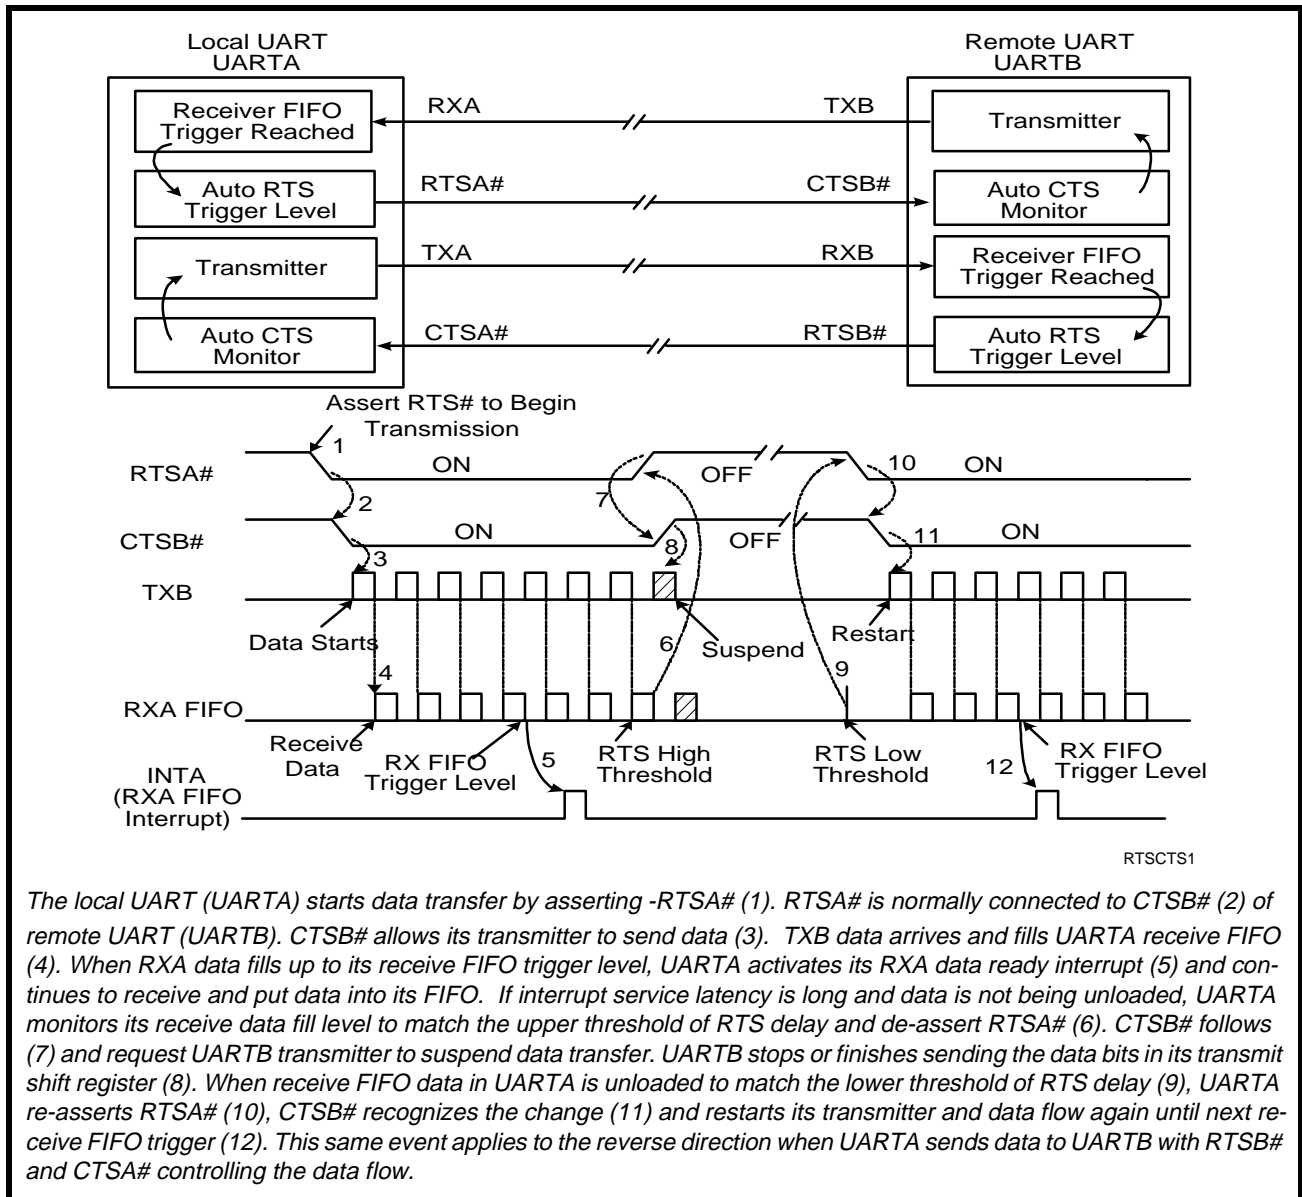 Local UART
UARTA
Remote UART
UARTB
Receiver FIFO
Trigger Reached
RXA
TXB
Transmitter
Auto RTS
Trigger Level
RTSA#
CTSB#
Auto CTS
Monitor
Transmitter
TXA
RXB
Receiver FIFO
Trigger Reached
Auto CTS
Monitor
CTSA#
RTSB#
Auto RTS
Trigger Level
Assert RTS# to Begin
Transmission
RTSA#
1
ON
OFF
10
ON
2
7
CTSB#
ON
OFF
11
ON
3
8
TXB
Data Starts
6
Suspend
Restart
4
9
RXA FIFO
Receive
Data
RX FIFO
Trigger Level
5
RTS High
Threshold
RTS Low
Threshold
12
RX FIFO
Trigger Level
INTA
(RXA FIFO
Interrupt)
RTSCTS1
The local UART (UARTA) starts data transfer by asserting -RTSA# (1). RTSA# is normally connected to CTSB# (2) of
remote UART (UARTB). CTSB# allows its transmitter to send data (3). TXB data arrives and fills UARTA receive FIFO
(4). When RXA data fills up to its receive FIFO trigger level, UARTA activates its RXA data ready interrupt (5) and con-
tinues to receive and put data into its FIFO. If interrupt service latency is long and data is not being unloaded, UARTA
monitors its receive data fill level to match the upper threshold of RTS delay and de-assert RTSA# (6). CTSB# follows
(7) and request UARTB transmitter to suspend data transfer. UARTB stops or finishes sending the data bits in its transmit
shift register (8). When receive FIFO data in UARTA is unloaded to match the lower threshold of RTS delay (9), UARTA
re-asserts RTSA# (10), CTSB# recognizes the change (11) and restarts its transmitter and data flow again until next re-
ceive FIFO trigger (12). This same event applies to the reverse direction when UARTA sends data to UARTB with RTSB#
and CTSA# controlling the data flow.